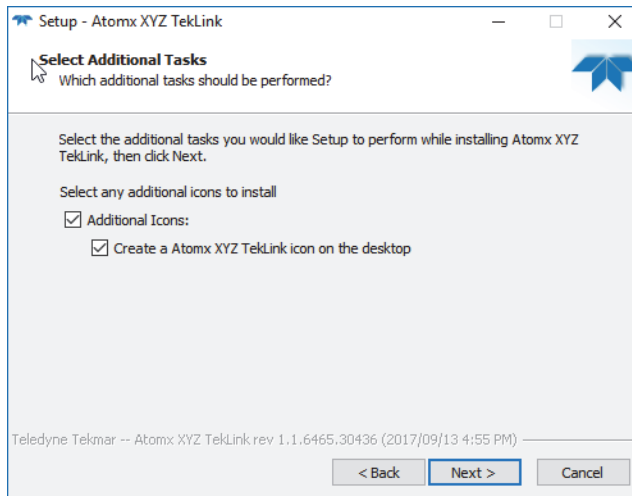 Setup - Atomx XYZ TekLink
Select Additional Tasks
Which additional tasks should be performed?
Select the additional tasks you would like Setup to perform while installing Atomx XYZ
TekLink, then click Next.
Select any additional icons to install
Additional Icons:
Create a Atomx XYZ TekLink icon on the desktop
Teledyne Tekmar -- Atomx XYZ TekLink rev 1.1.6465.30436 (2017/09/13 4:55 PM)
< Back Next > Cancel